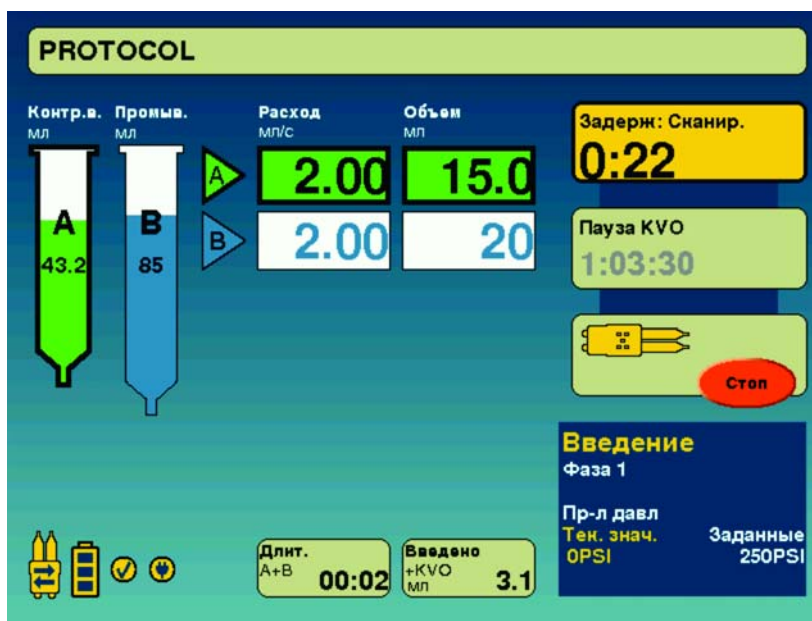 PROTOCOL
Контр.в. Промыв. Расход Объем
мл мл мл/с мл
Задерж: Сканир.
0:22
A 2.00 15.0
A B
43.2 85
B 2.00 20
Пауза KVO
1:03:30
Стоп
Введение
Фаза 1
Пр-л давл
Тек. знач. Заданные
0PSI 250PSI
Длит.
A+B 00:02
Введено
+KVO
мл 3.1